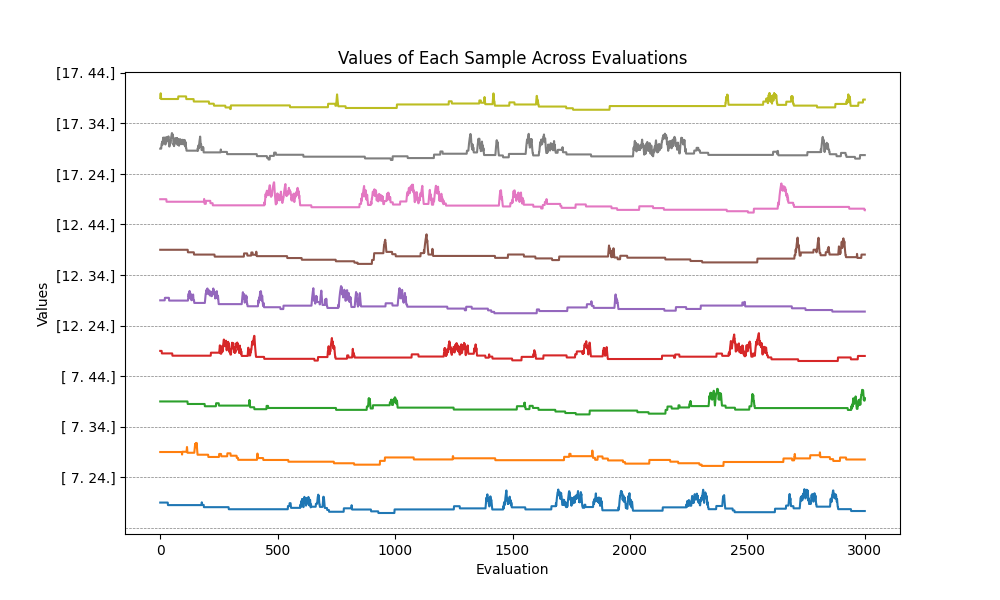 Values of Each Sample Across Evaluations
[17. 44.]
[17. 34.]
[17. 24.]
[12. 44.]
[12. 34.]
[12. 24.]
[ 7. 44.]
[ 7. 34.]
[ 7. 24.]
Values
0 500 1000 1500 2000 2500 3000
Evaluation